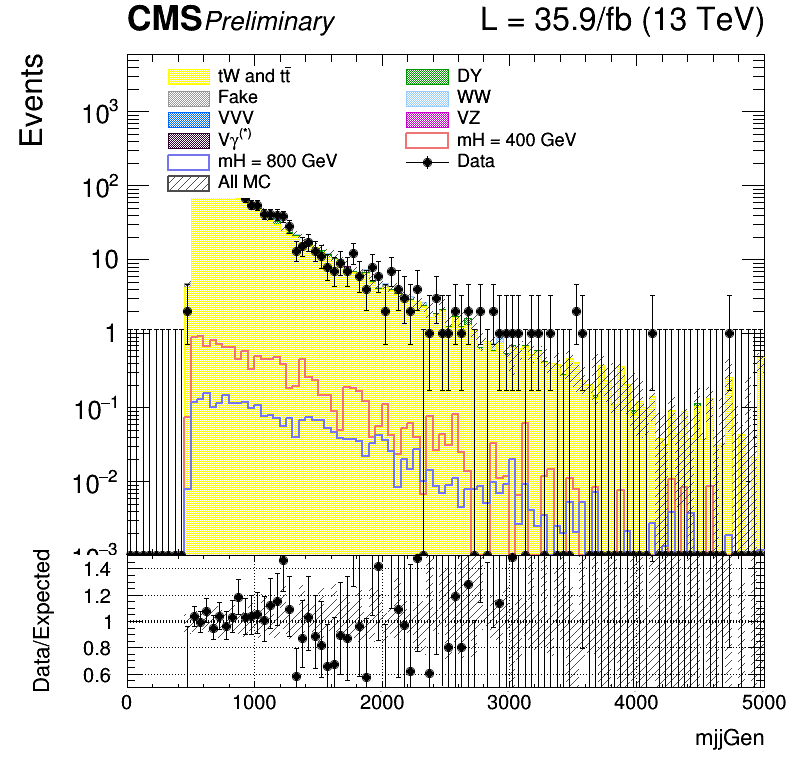 CMS Preliminary L = 35.9/fb (13 TeV)
Events
tW and tt̄ DY
Fake WW
VVV VZ
Vγ(*) mH = 400 GeV
mH = 800 GeV Data
All MC
10³
10²
10
1
10⁻¹
10⁻²
10⁻³
Data/Expected
1.4
1.2
1
0.8
0.6
0 1000 2000 3000 4000 5000
mjjGen